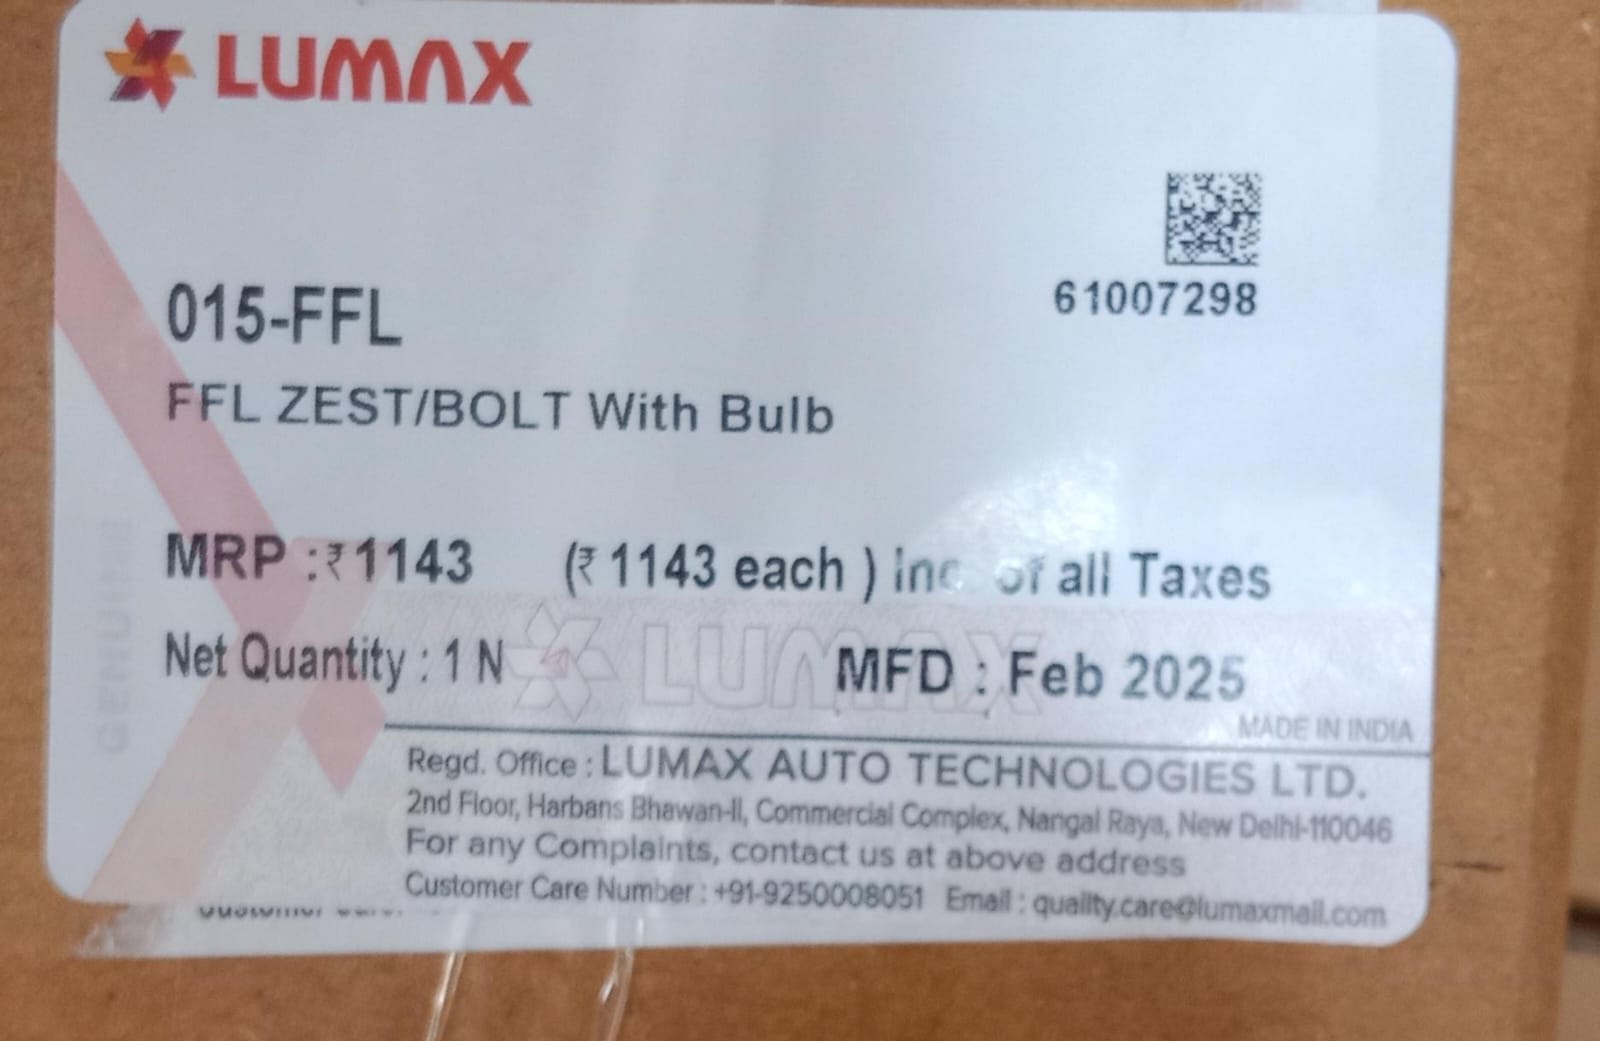 LUMAX
61007298
015-FFL
FFL ZEST/BOLT With Bulb
MRP :₹1143 (₹ 1143 each ) inc. of all Taxes
Net Quantity : 1 N MFD : Feb 2025
LUMAX
GENUINE
MADE IN INDIA
Regd. Office : LUMAX AUTO TECHNOLOGIES LTD.
2nd Floor, Harbans Bhawan-II, Commercial Complex, Nangal Raya, New Delhi-110046
For any Complaints, contact us at above address
Customer Care Number : +91-9250008051 Email : quality.care@lumaxmail.com
Customer